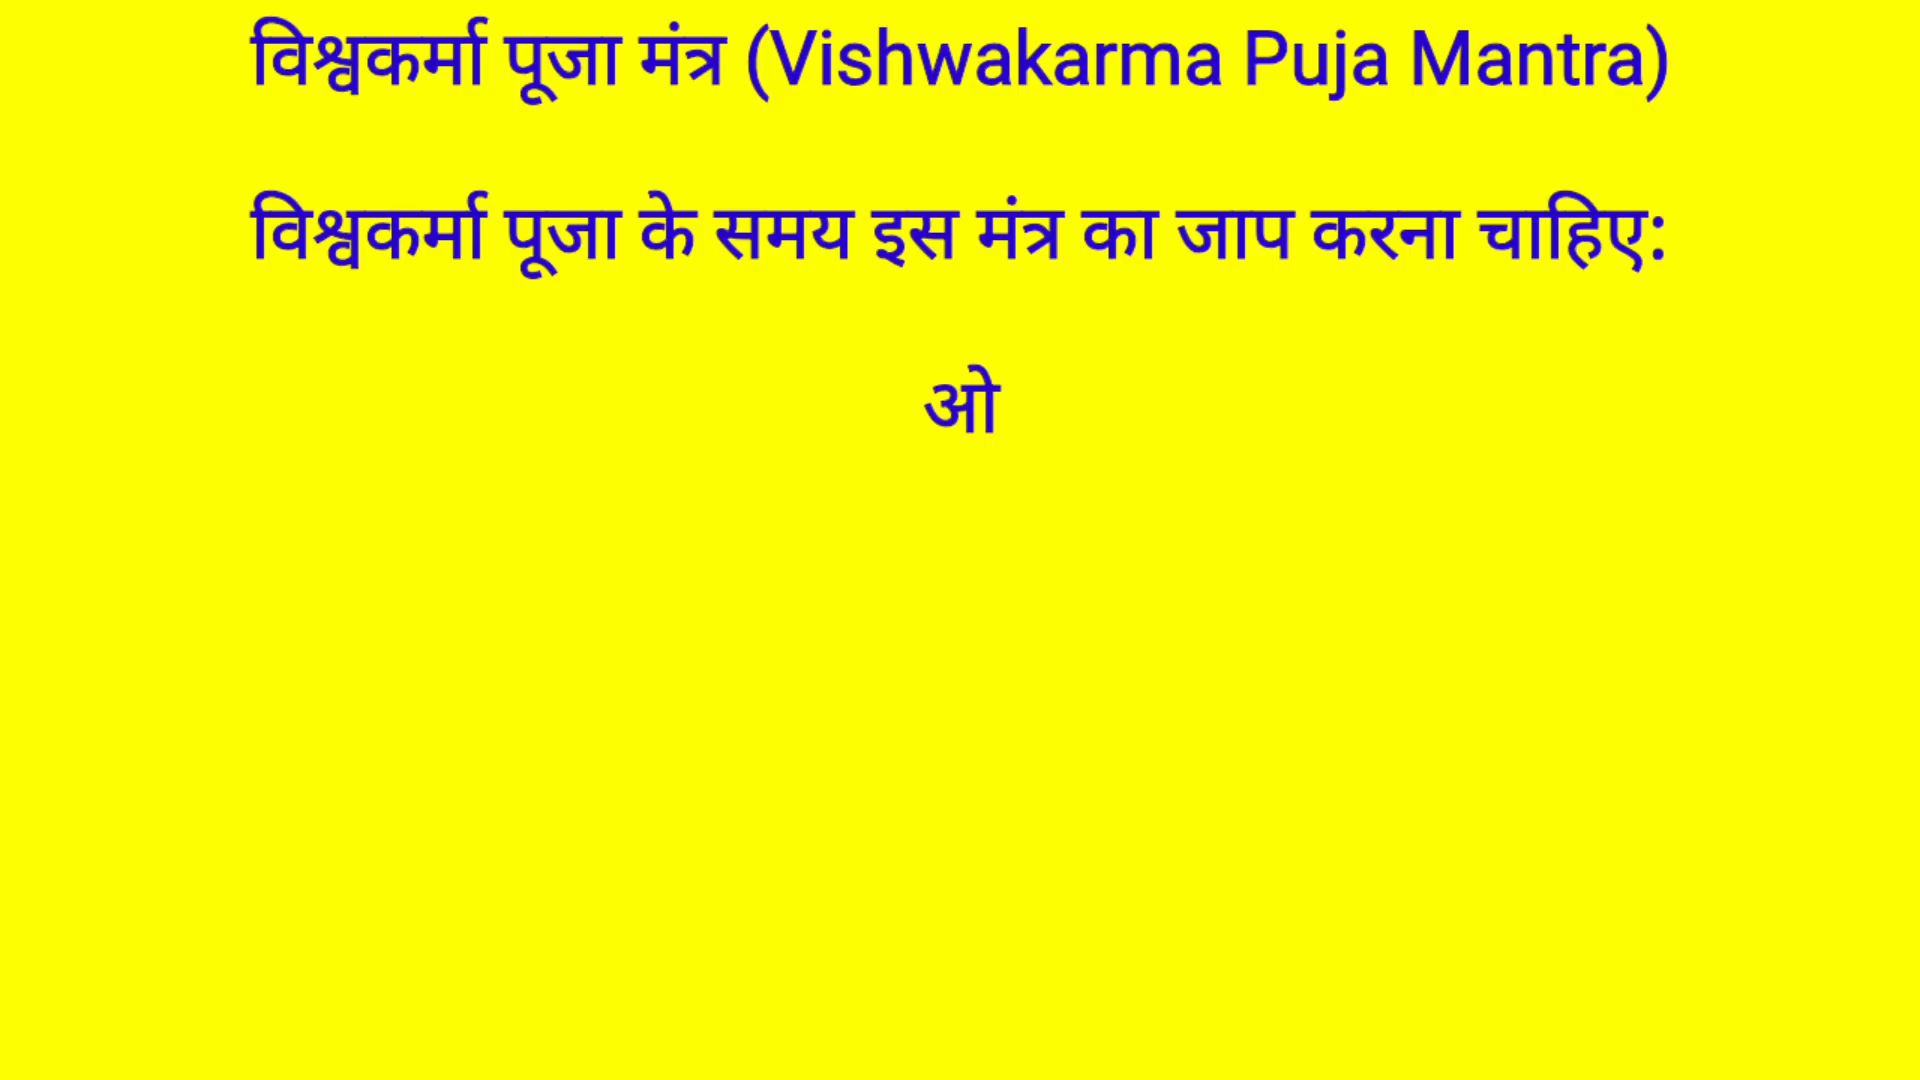 विश्वकर्मा पूजा मंत्र (Vishwakarma Puja Mantra)
विश्वकर्मा पूजा के समय इस मंत्र का जाप करना चाहिए:
ओ